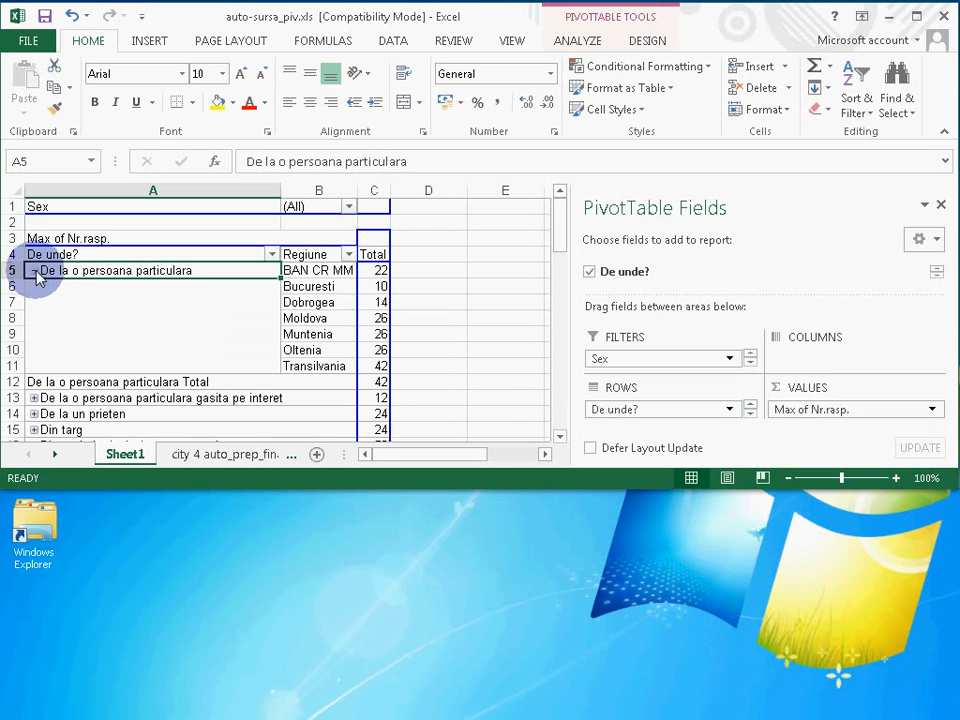 auto-sursa_piv.xls [Compatibility Mode] - Excel
PIVOTTABLE TOOLS
FILE HOME INSERT PAGE LAYOUT FORMULAS DATA REVIEW VIEW ANALYZE DESIGN Microsoft account
Paste
Arial 10
General
B I U
Conditional Formatting
Format as Table
Cell Styles
Insert
Delete
Format
Sort & Filter
Find & Select
Clipboard Font Alignment Number Styles Cells Editing
A5 fx De la o persoana particulara
A B C D E
1 Sex (All)
2
3 Max of Nr.rasp.
4 De unde? Regiune Total
5 De la o persoana particulara BAN CR MM 22
6 Bucuresti 10
7 Dobrogea 14
8 Moldova 26
9 Muntenia 26
10 Oltenia 26
11 Transilvania 42
12 De la o persoana particulara Total 42
13 De la o persoana particulara gasita pe interet 12
14 De la un prieten 24
15 Din targ 24
Sheet1 city 4 auto_prep_fin. ...
PivotTable Fields
Choose fields to add to report:
De unde?
Drag fields between areas below:
FILTERS COLUMNS
Sex
ROWS Σ VALUES
De unde? Max of Nr.rasp.
Defer Layout Update UPDATE
READY 100%
Windows
Explorer